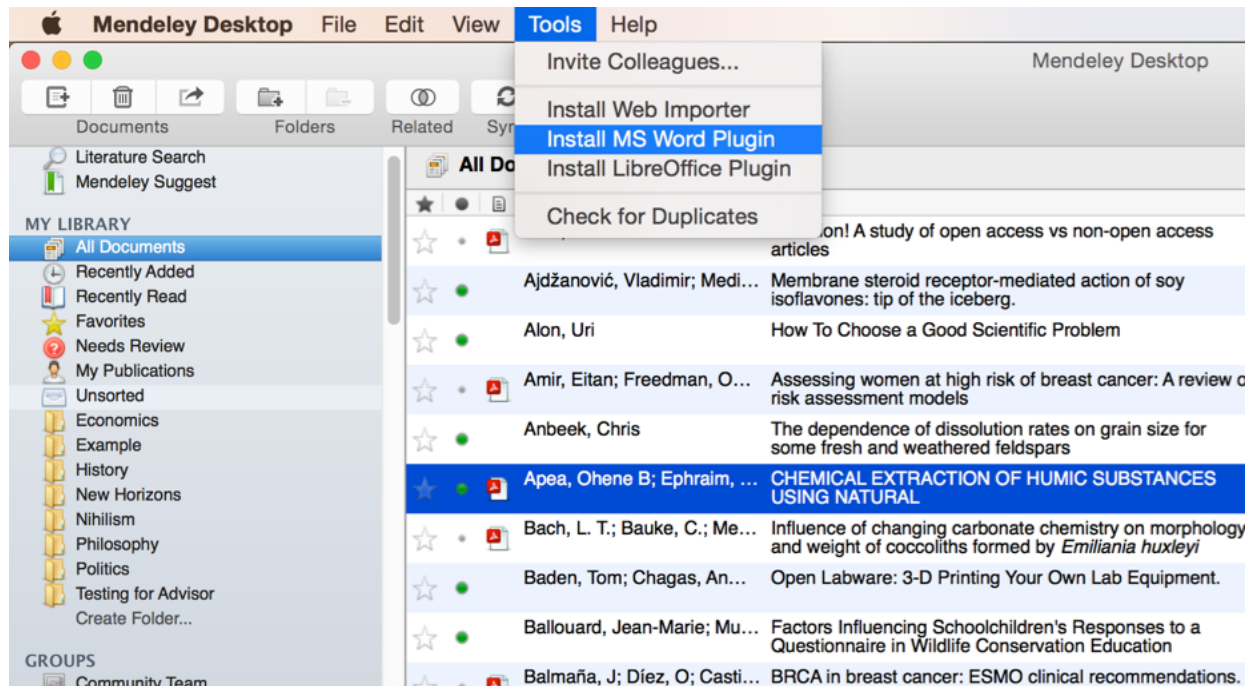 Mendeley Desktop File Edit View Tools Help
Mendeley Desktop
Invite Colleagues...
Install Web Importer
Install MS Word Plugin
Install LibreOffice Plugin
Check for Duplicates
Documents Folders Related
Literature Search
Mendeley Suggest
MY LIBRARY
All Documents
Recently Added
Recently Read
Favorites
Needs Review
My Publications
Unsorted
Economics
Example
History
New Horizons
Nihilism
Philosophy
Politics
Testing for Advisor
Create Folder...
GROUPS
Community Team
All Do
on! A study of open access vs non-open access
articles
Ajdžanović, Vladimir; Medi... Membrane steroid receptor-mediated action of soy
isoflavones: tip of the iceberg.
Alon, Uri How To Choose a Good Scientific Problem
Amir, Eitan; Freedman, O... Assessing women at high risk of breast cancer: A review
risk assessment models
Anbeek, Chris The dependence of dissolution rates on grain size for
some fresh and weathered feldspars
Apea, Ohene B; Ephraim, ... CHEMICAL EXTRACTION OF HUMIC SUBSTANCES
USING NATURAL
Bach, L. T.; Bauke, C.; Me... Influence of changing carbonate chemistry on morphology
and weight of coccoliths formed by Emiliania huxleyi
Baden, Tom; Chagas, An... Open Labware: 3-D Printing Your Own Lab Equipment.
Ballouard, Jean-Marie; Mu... Factors Influencing Schoolchildren's Responses to a
Questionnaire in Wildlife Conservation Education
Balmaña, J; Díez, O; Casti... BRCA in breast cancer: ESMO clinical recommendations.